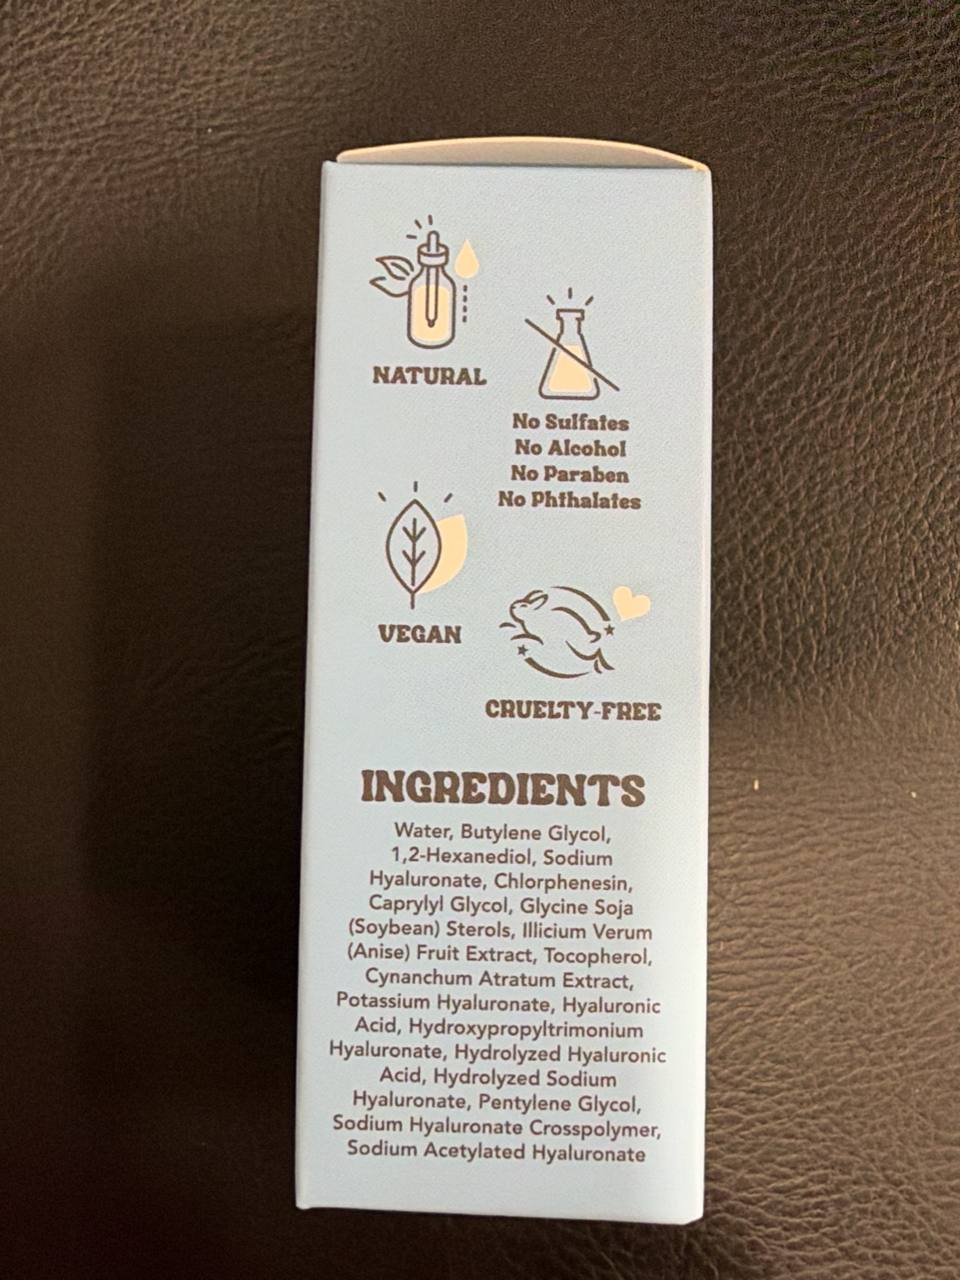 NATURAL
No Sulfates
No Alcohol
No Paraben
No Phthalates
VEGAN
CRUELTY-FREE
INGREDIENTS
Water, Butylene Glycol,
1,2-Hexanediol, Sodium
Hyaluronate, Chlorphenesin,
Caprylyl Glycol, Glycine Soja
(Soybean) Sterols, Illicium Verum
(Anise) Fruit Extract, Tocopherol,
Cynanchum Atratum Extract,
Potassium Hyaluronate, Hyaluronic
Acid, Hydroxypropyltrimonium
Hyaluronate, Hydrolyzed Hyaluronic
Acid, Hydrolyzed Sodium
Hyaluronate, Pentylene Glycol,
Sodium Hyaluronate Crosspolymer,
Sodium Acetylated Hyaluronate